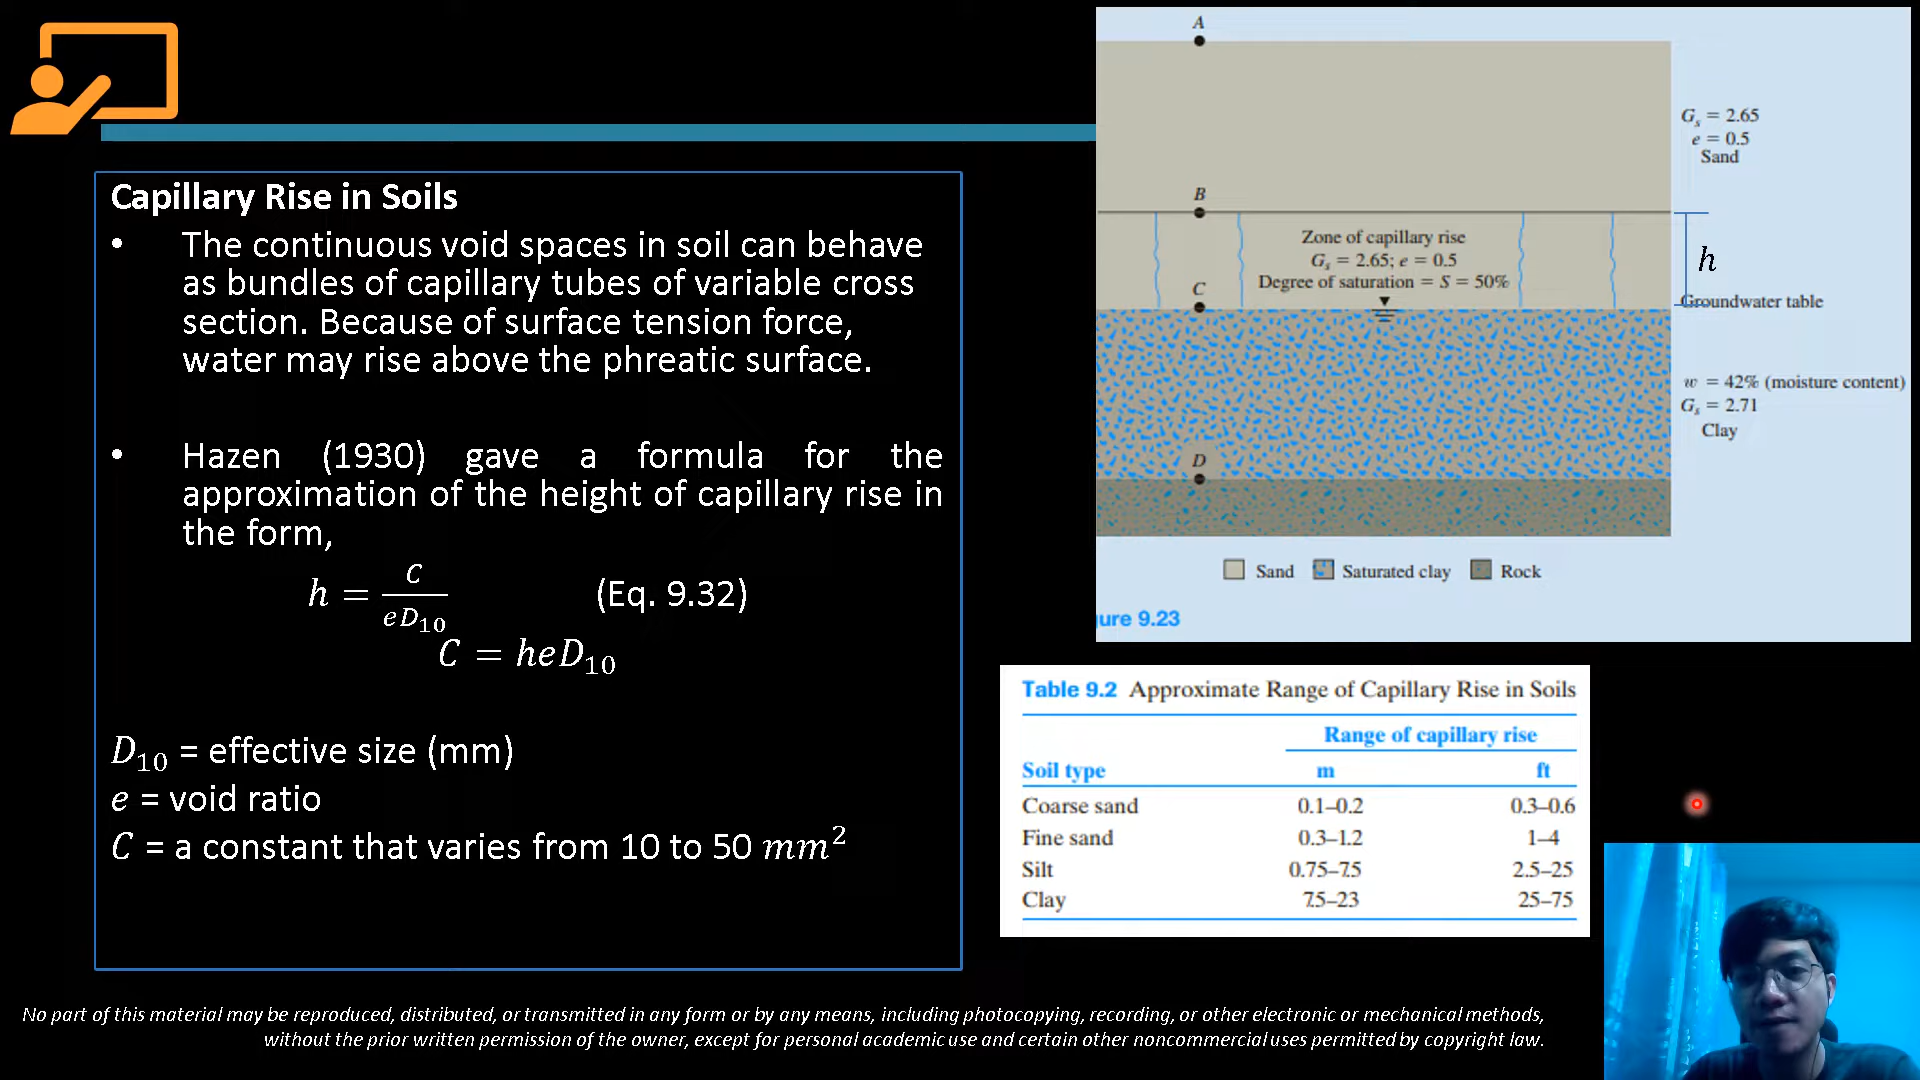 Capillary Rise in Soils
• The continuous void spaces in soil can behave
as bundles of capillary tubes of variable cross
section. Because of surface tension force,
water may rise above the phreatic surface.
• Hazen (1930) gave a formula for the
approximation of the height of capillary rise in
the form,
h = C / eD₁₀ (Eq. 9.32)
C = heD₁₀
D₁₀ = effective size (mm)
e = void ratio
C = a constant that varies from 10 to 50 mm²
A
Gₛ = 2.65
e = 0.5
Sand
B
Zone of capillary rise
Gₛ = 2.65; e = 0.5
Degree of saturation = S = 50%
h
C
Groundwater table
w = 42% (moisture content)
Gₛ = 2.71
Clay
D
Sand Saturated clay Rock
ure 9.23
Table 9.2 Approximate Range of Capillary Rise in Soils
Range of capillary rise
Soil type m ft
Coarse sand 0.1–0.2 0.3–0.6
Fine sand 0.3–1.2 1–4
Silt 0.75–7.5 2.5–25
Clay 7.5–23 25–75
No part of this material may be reproduced, distributed, or transmitted in any form or by any means, including photocopying, recording, or other electronic or mechanical methods,
without the prior written permission of the owner, except for personal academic use and certain other noncommercial uses permitted by copyright law.